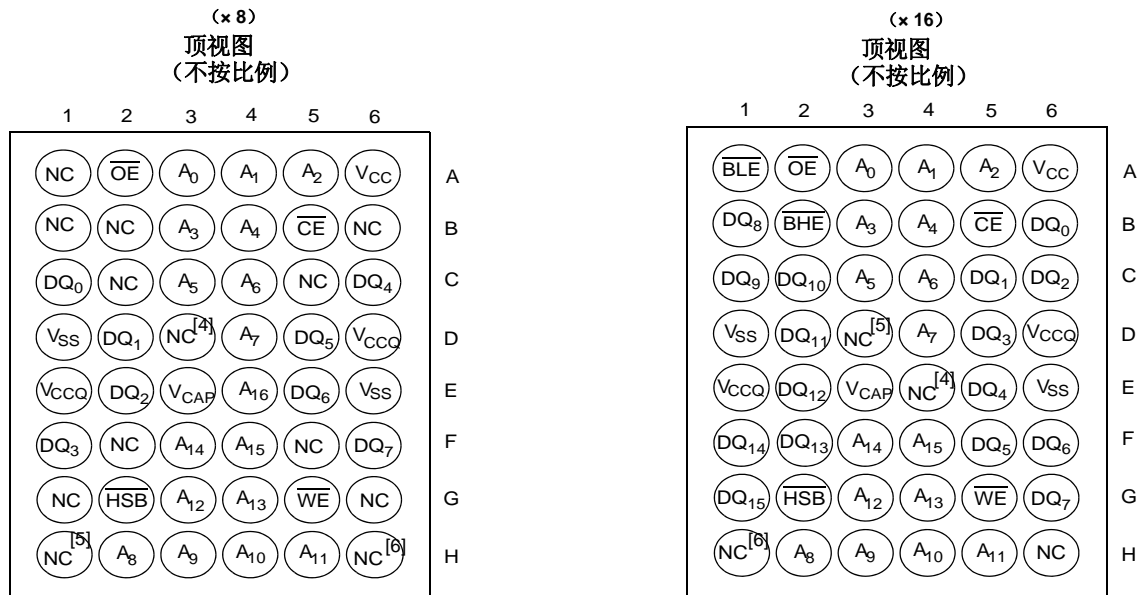 （× 8）
顶视图
（不按比例）
1 2 3 4 5 6
NC OE A0 A1 A2 VCC A
NC NC A3 A4 CE NC B
DQ0 NC A5 A6 NC DQ4 C
VSS DQ1 NC[4] A7 DQ5 VCCQ D
VCCQ DQ2 VCAP A16 DQ6 VSS E
DQ3 NC A14 A15 NC DQ7 F
NC HSB A12 A13 WE NC G
NC[5] A8 A9 A10 A11 NC[6] H
（× 16）
顶视图
（不按比例）
1 2 3 4 5 6
BLE OE A0 A1 A2 VCC A
DQ8 BHE A3 A4 CE DQ0 B
DQ9 DQ10 A5 A6 DQ1 DQ2 C
VSS DQ11 NC[5] A7 DQ3 VCCQ D
VCCQ DQ12 VCAP NC[4] DQ4 VSS E
DQ14 DQ13 A14 A15 DQ5 DQ6 F
DQ15 HSB A12 A13 WE DQ7 G
NC[6] A8 A9 A10 A11 NC H